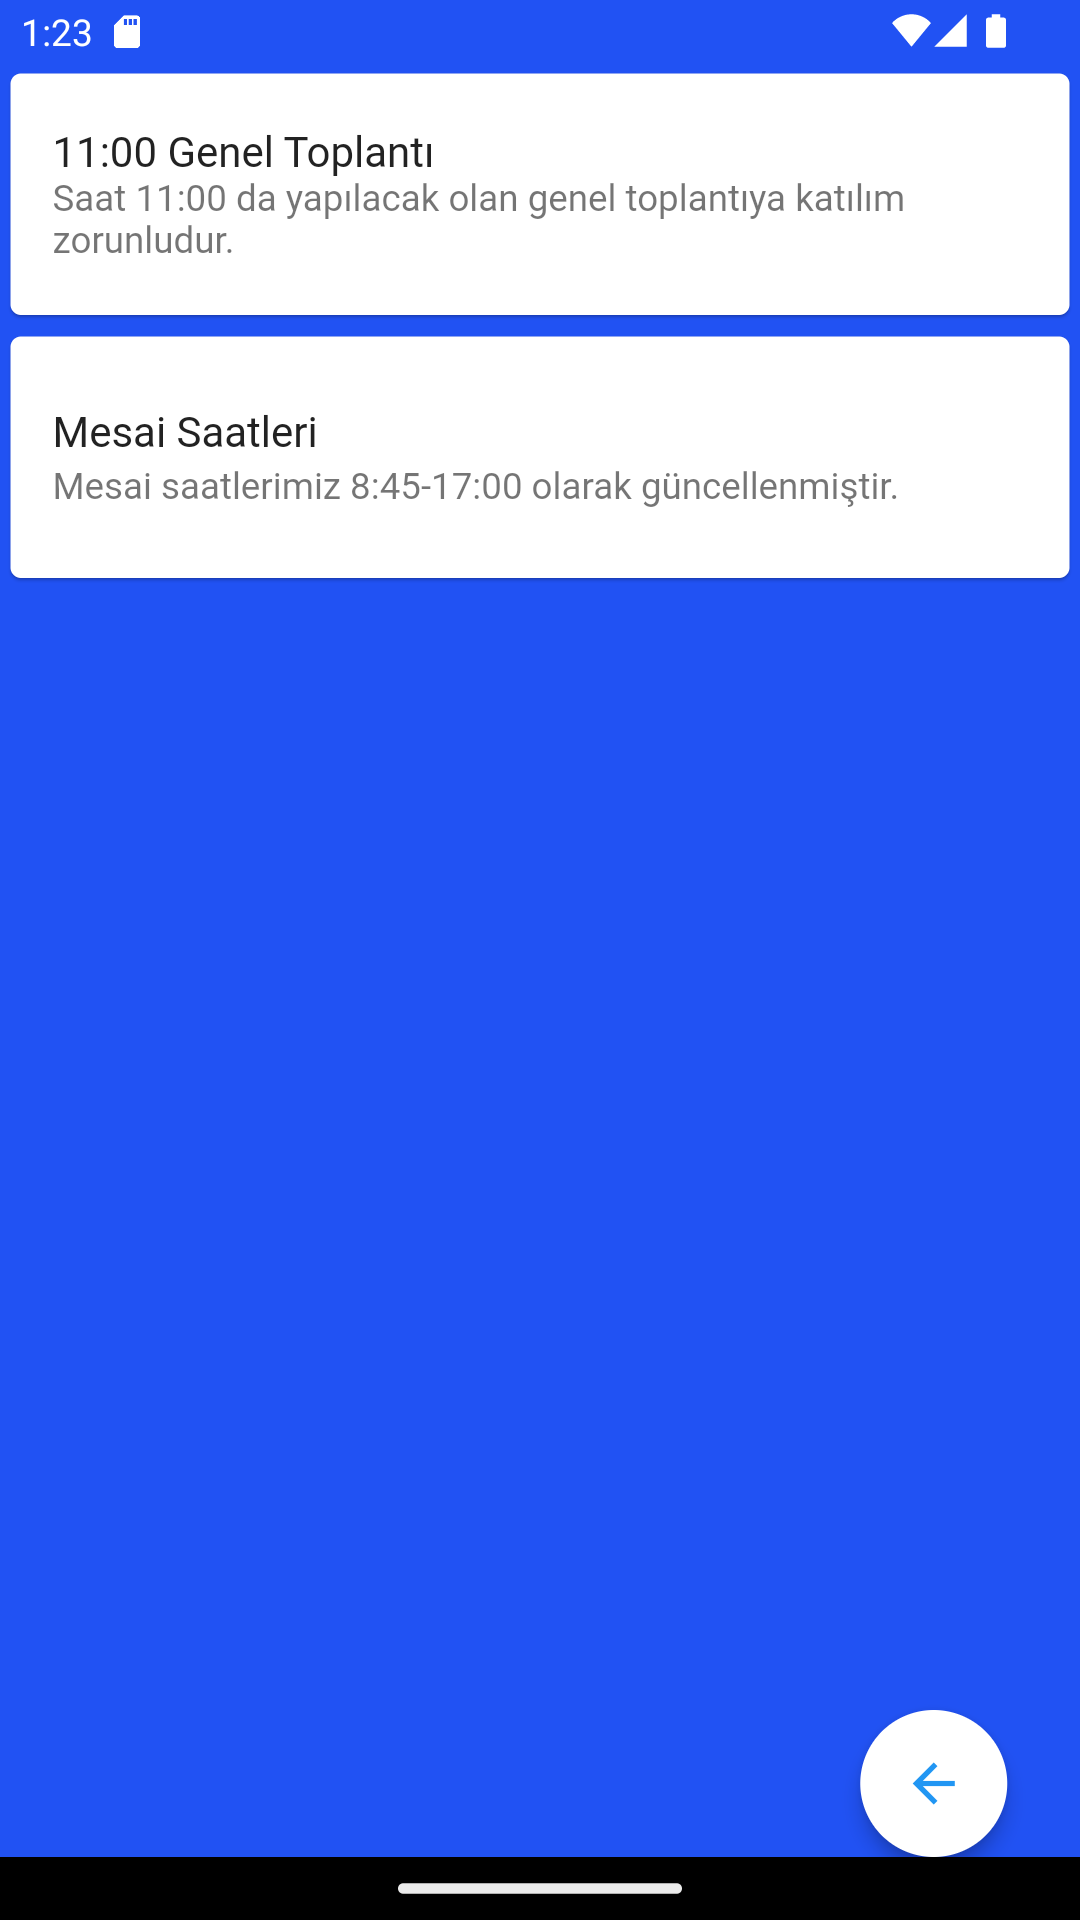 1:23
11:00 Genel Toplantı
Saat 11:00 da yapılacak olan genel toplantıya katılım
zorunludur.
Mesai Saatleri
Mesai saatlerimiz 8:45-17:00 olarak güncellenmiştir.